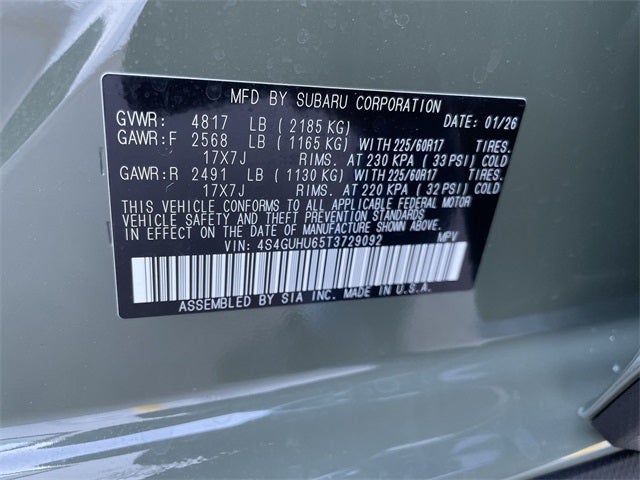 MFD BY SUBARU CORPORATION
GVWR: 4817 LB (2185 KG) DATE: 01/26
GAWR:F 2568 LB (1165 KG) WITH 225/60R17 TIRES.
17X7J RIMS. AT 230 KPA (33 PSI) COLD
GAWR:R 2491 LB (1130 KG) WITH 225/60R17 TIRES.
17X7J RIMS. AT 220 KPA (32 PSI) COLD
THIS VEHICLE CONFORMS TO ALL APPLICABLE FEDERAL MOTOR
VEHICLE SAFETY AND THEFT PREVENTION STANDARDS
IN EFFECT ON THE DATE OF MANUFACTURE SHOWN ABOVE.
VIN: 4S4GUHU65T3729092 MPV
ASSEMBLED BY SIA INC. MADE IN U.S.A.